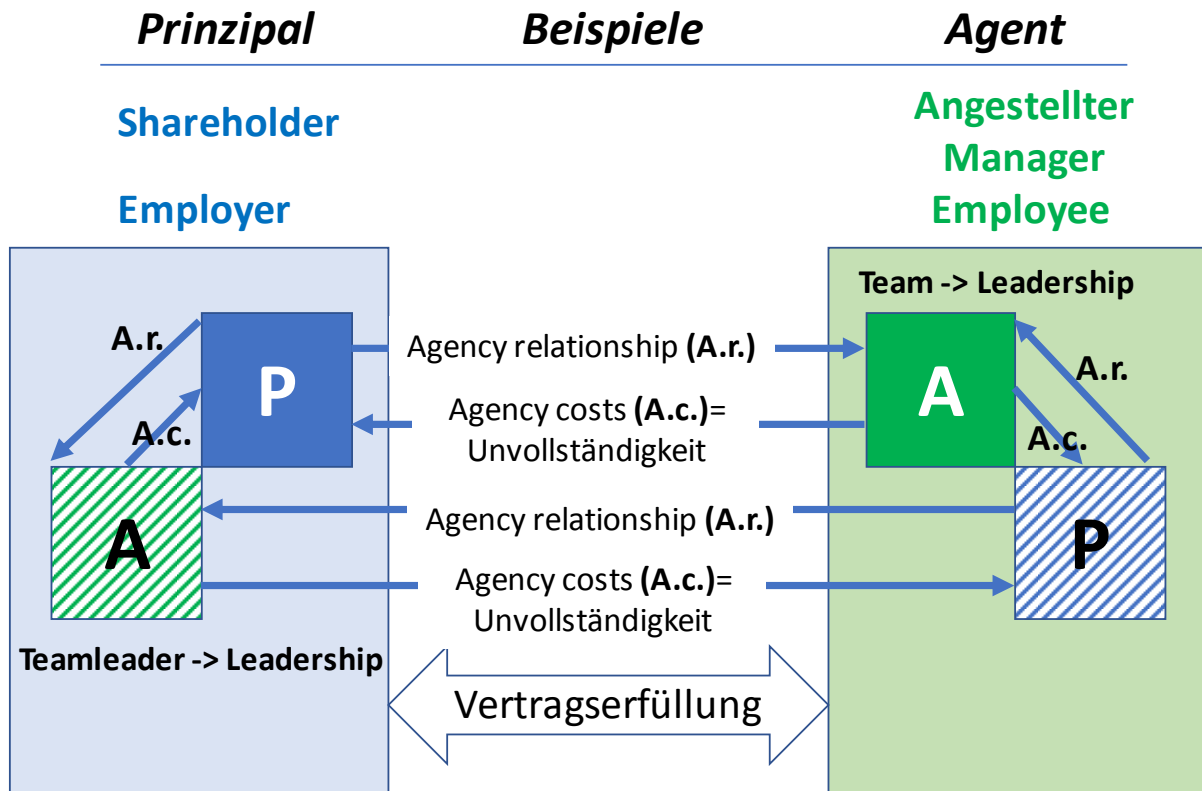 Prinzipal Beispiele Agent
Shareholder
Employer
Angestellter
Manager
Employee
Team -> Leadership
A.r.
A.c.
P
A
Agency relationship (A.r.)
Agency costs (A.c.)=
Unvollständigkeit
A
A.r.
A.c.
P
Agency relationship (A.r.)
Agency costs (A.c.)=
Unvollständigkeit
Teamleader -> Leadership
Vertragserfüllung